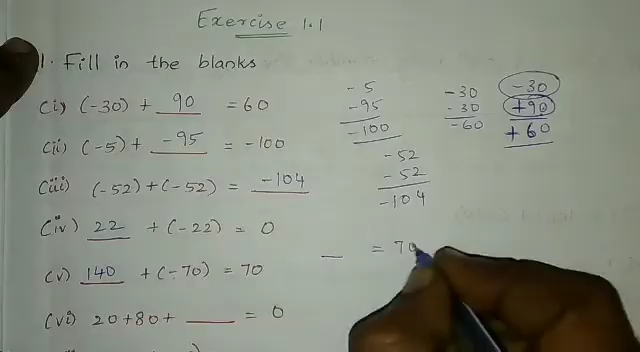 Exercise 1.1
1. Fill in the blanks
(i) (-30) + 90 = 60
(ii) (-5) + -95 = -100
(iii) (-52) + (-52) = -104
(iv) 22 + (-22) = 0
(v) 140 + (-70) = 70
(vi) 20+80+ ___ = 0
-5
-95
-100
-30
-30
-60
-30
+90
+60
-52
-52
-104
__ = 70